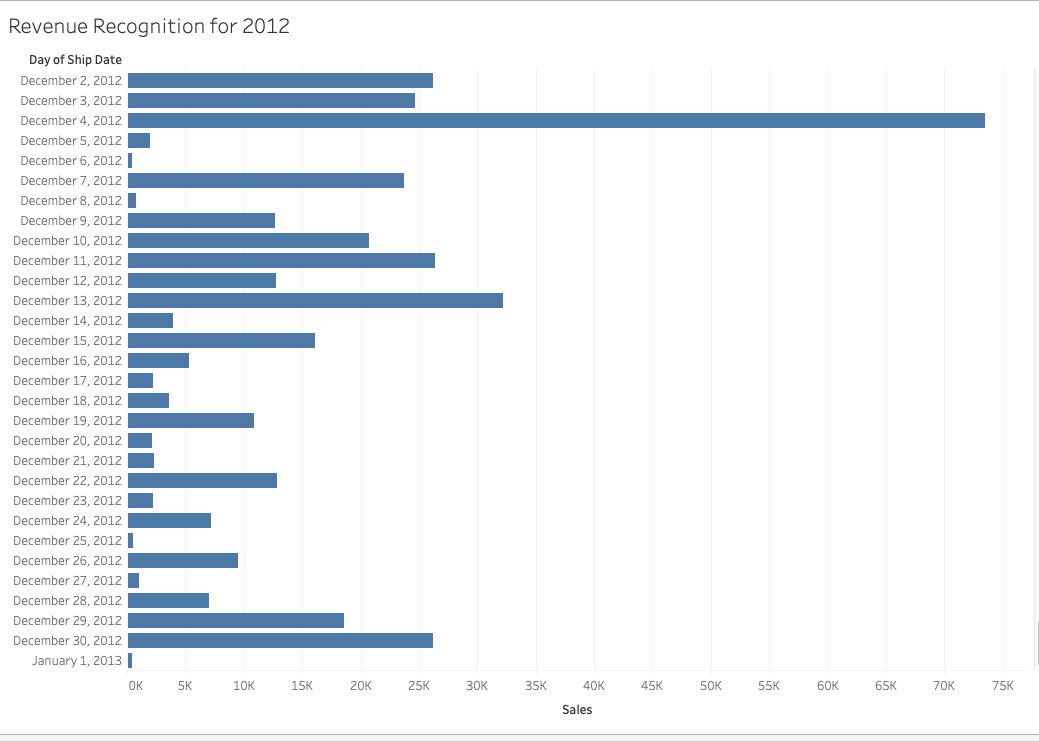 Revenue Recognition for 2012
Day of Ship Date
December 2, 2012
December 3, 2012
December 4, 2012
December 5, 2012
December 6, 2012
December 7, 2012
December 8, 2012
December 9, 2012
December 10, 2012
December 11, 2012
December 12, 2012
December 13, 2012
December 14, 2012
December 15, 2012
December 16, 2012
December 17, 2012
December 18, 2012
December 19, 2012
December 20, 2012
December 21, 2012
December 22, 2012
December 23, 2012
December 24, 2012
December 25, 2012
December 26, 2012
December 27, 2012
December 28, 2012
December 29, 2012
December 30, 2012
January 1, 2013
0K 5K 10K 15K 20K 25K 30K 35K 40K 45K 50K 55K 60K 65K 70K 75K
Sales